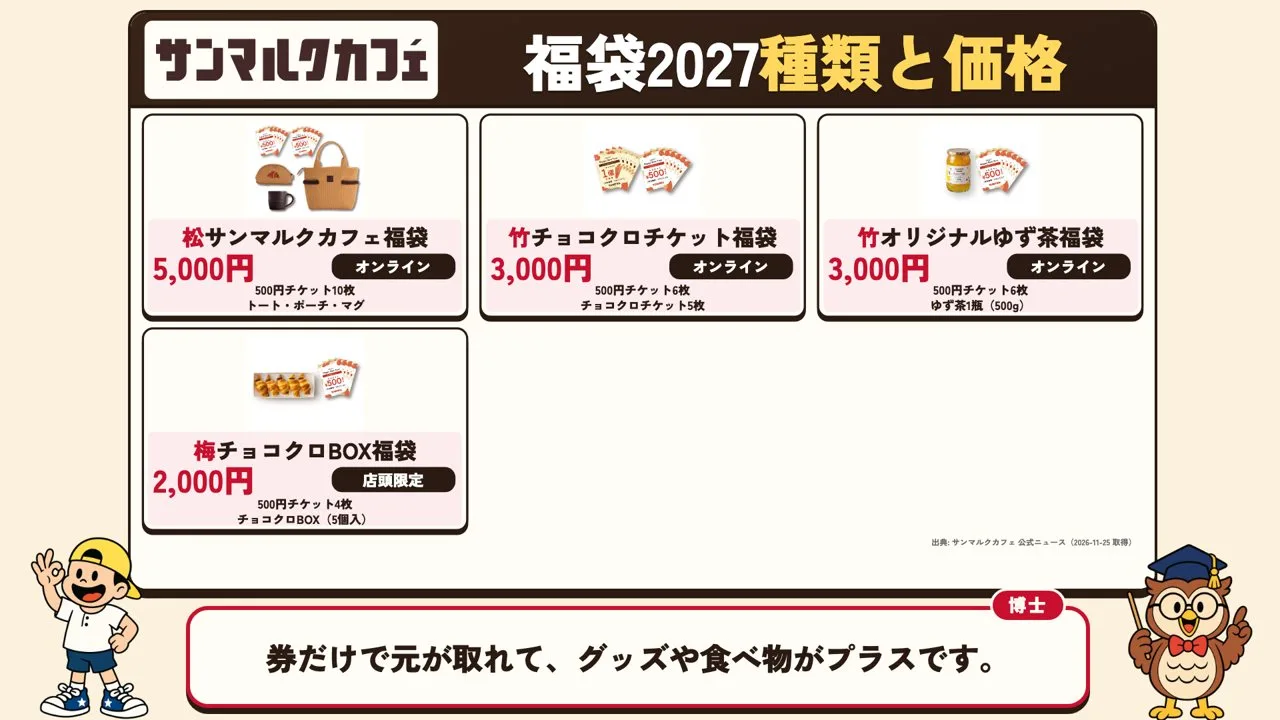 サンマルクカフェ
福袋2027種類と価格
松サンマルクカフェ福袋
5,000円
オンライン
500円チケット10枚
トート・ポーチ・マグ
1個
500
竹チョコクロチケット福袋
3,000円
オンライン
500円チケット6枚
チョコクロチケット5枚
竹オリジナルゆず茶福袋
3,000円
オンライン
500円チケット6枚
ゆず茶1瓶（500g）
梅チョコクロBOX福袋
2,000円
店頭限定
500円チケット4枚
チョコクロBOX（5個入）
出典: サンマルクカフェ 公式ニュース（2026-11-25 取得）
博士
券だけで元が取れて、グッズや食べ物がプラスです。